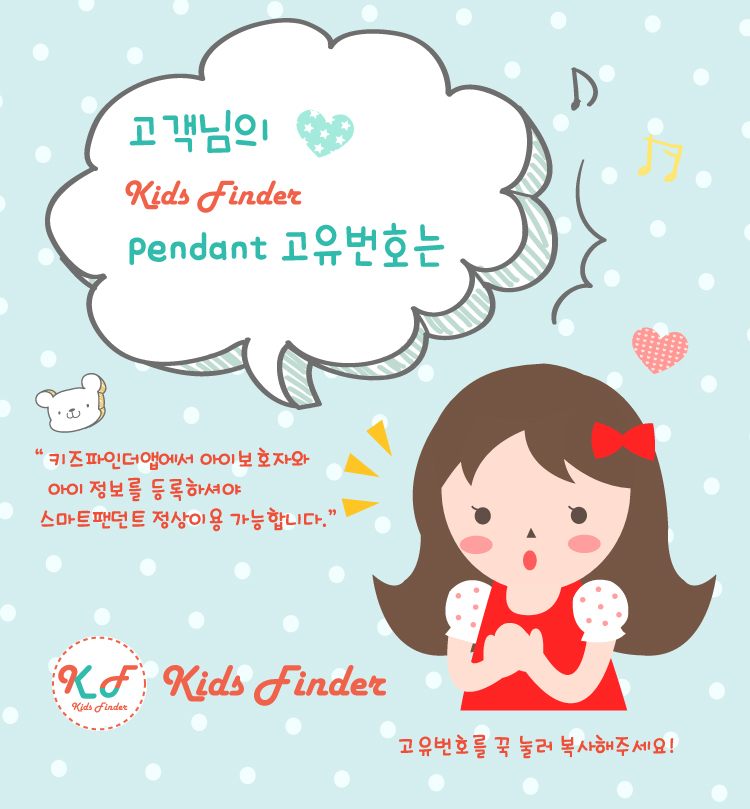 고객님의
Kids Finder
Pendant 고유번호는
“ 키즈파인더앱에서 아이보호자와
아이 정보를 등록하셔야
스마트팬던트 정상이용 가능합니다.”
KF
Kids Finder
Kids Finder
고유번호를 꾹 눌러 복사해주세요!